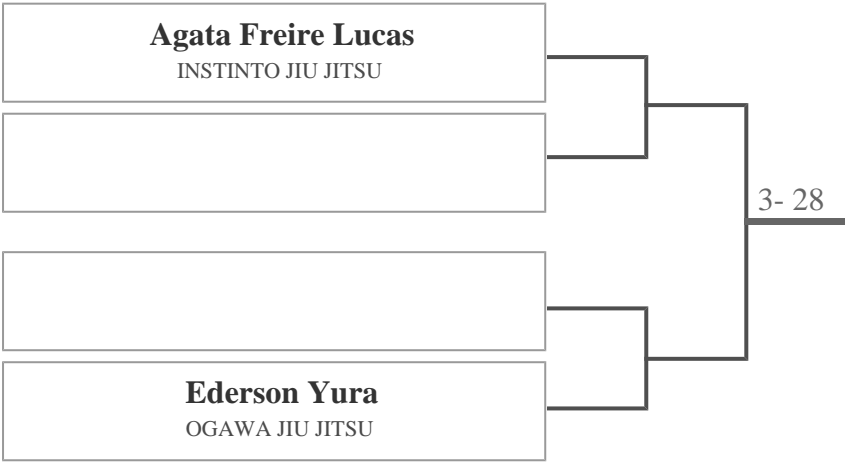 Agata Freire Lucas
INSTINTO JIU JITSU
3- 28
Ederson Yura
OGAWA JIU JITSU